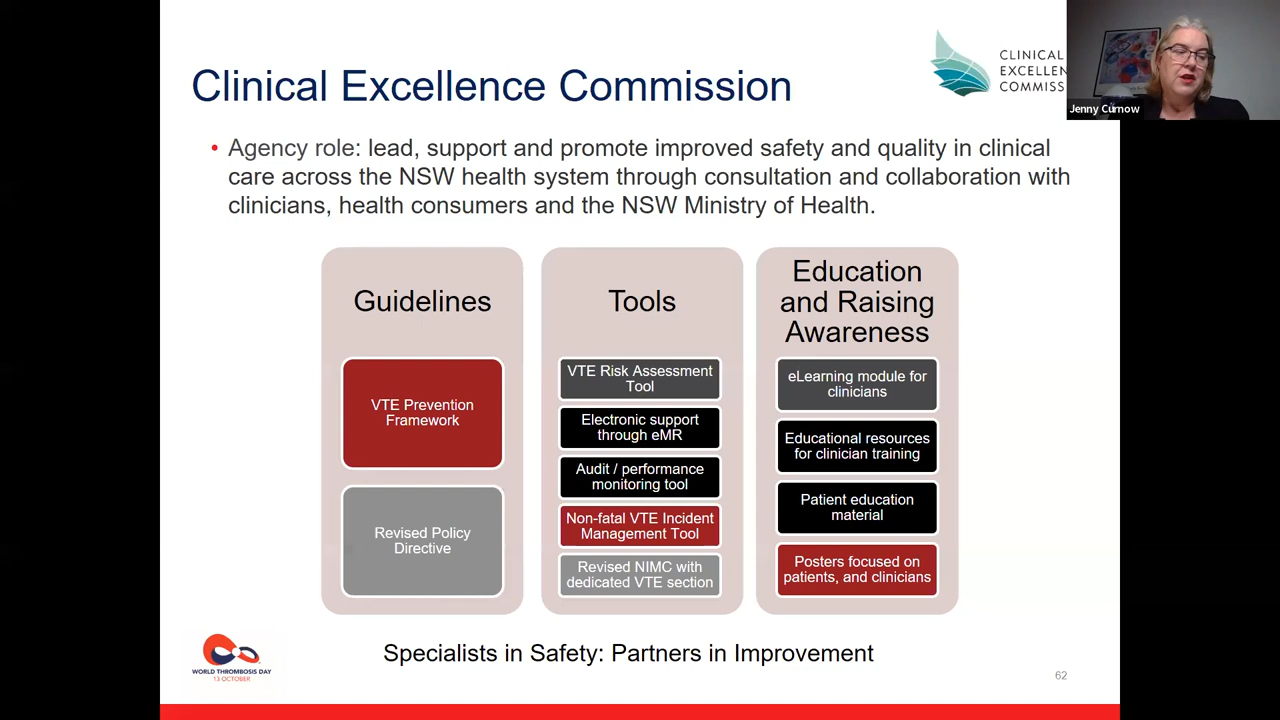 Clinical Excellence Commission
CLINICAL
EXCELLEN
COMMISS
Jenny Curnow
• Agency role: lead, support and promote improved safety and quality in clinical
care across the NSW health system through consultation and collaboration with
clinicians, health consumers and the NSW Ministry of Health.
Guidelines
VTE Prevention
Framework
Revised Policy
Directive
Tools
VTE Risk Assessment
Tool
Electronic support
through eMR
Audit / performance
monitoring tool
Non-fatal VTE Incident
Management Tool
Revised NIMC with
dedicated VTE section
Education
and Raising
Awareness
eLearning module for
clinicians
Educational resources
for clinician training
Patient education
material
Posters focused on
patients, and clinicians
WORLD THROMBOSIS DAY
13 OCTOBER
Specialists in Safety: Partners in Improvement
62